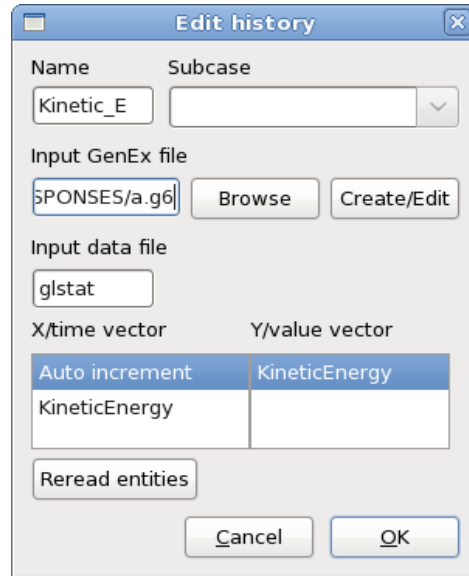 Edit history
Name Subcase
Kinetic_E
Input GenEx file
SPONSES/a.g6 Browse Create/Edit
Input data file
glstat
X/time vector Y/value vector
Auto increment KineticEnergy
KineticEnergy
Reread entities
Cancel OK